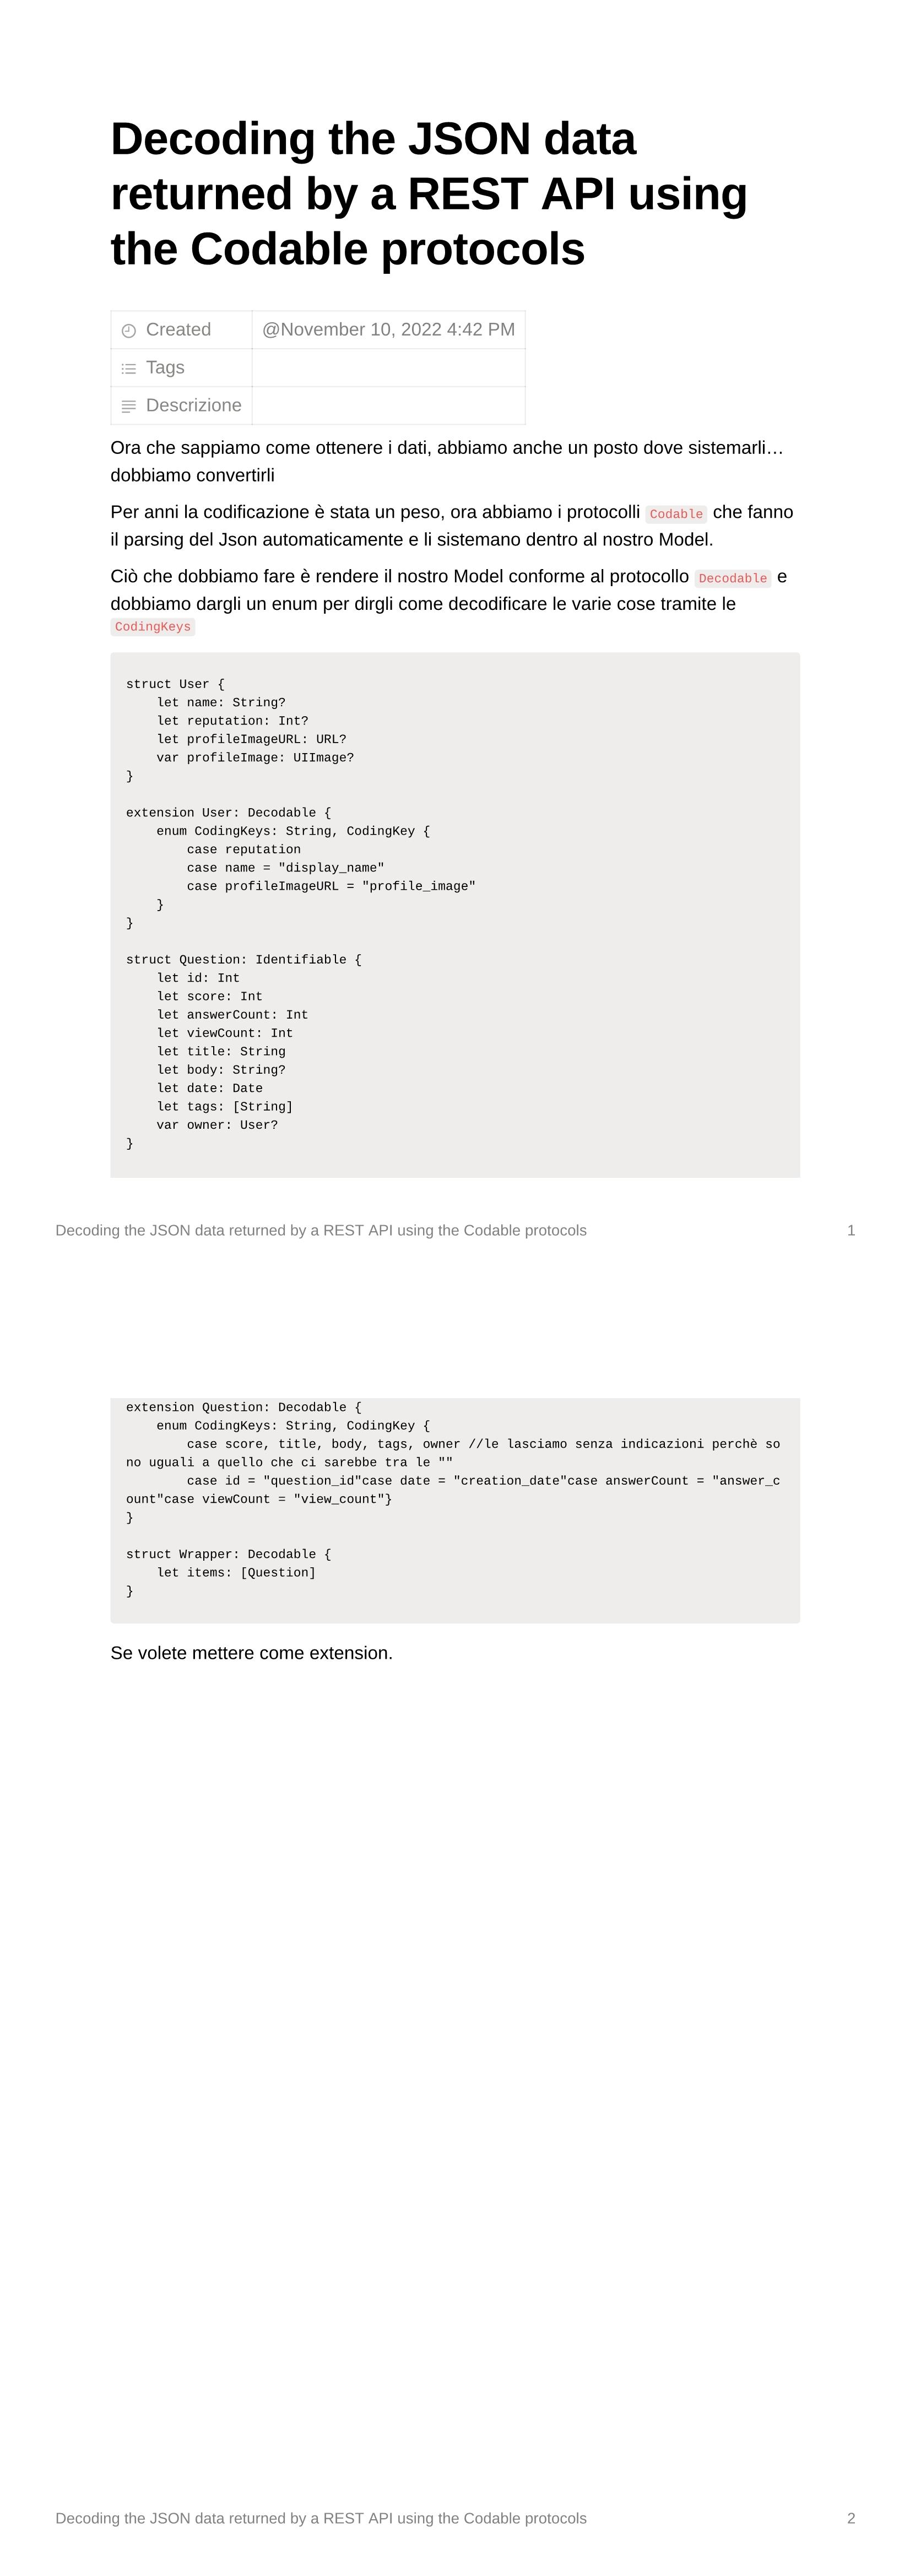 Decoding the JSON data
returned by a REST API using
the Codable protocols
Created @November 10, 2022 4:42 PM
Tags
Descrizione
Ora che sappiamo come ottenere i dati, abbiamo anche un posto dove sistemarli…
dobbiamo convertirli
Per anni la codificazione è stata un peso, ora abbiamo i protocolli Codable che fanno
il parsing del Json automaticamente e li sistemano dentro al nostro Model.
Ciò che dobbiamo fare è rendere il nostro Model conforme al protocollo Decodable e
dobbiamo dargli un enum per dirgli come decodificare le varie cose tramite le
CodingKeys
struct User {
    let name: String?
    let reputation: Int?
    let profileImageURL: URL?
    var profileImage: UIImage?
}
extension User: Decodable {
    enum CodingKeys: String, CodingKey {
        case reputation
        case name = "display_name"
        case profileImageURL = "profile_image"
    }
}
struct Question: Identifiable {
    let id: Int
    let score: Int
    let answerCount: Int
    let viewCount: Int
    let title: String
    let body: String?
    let date: Date
    let tags: [String]
    var owner: User?
}
Decoding the JSON data returned by a REST API using the Codable protocols 1
extension Question: Decodable {
    enum CodingKeys: String, CodingKey {
        case score, title, body, tags, owner //le lasciamo senza indicazioni perchè so
no uguali a quello che ci sarebbe tra le ""
        case id = "question_id"case date = "creation_date"case answerCount = "answer_c
ount"case viewCount = "view_count"}
}
struct Wrapper: Decodable {
    let items: [Question]
}
Se volete mettere come extension.
Decoding the JSON data returned by a REST API using the Codable protocols 2